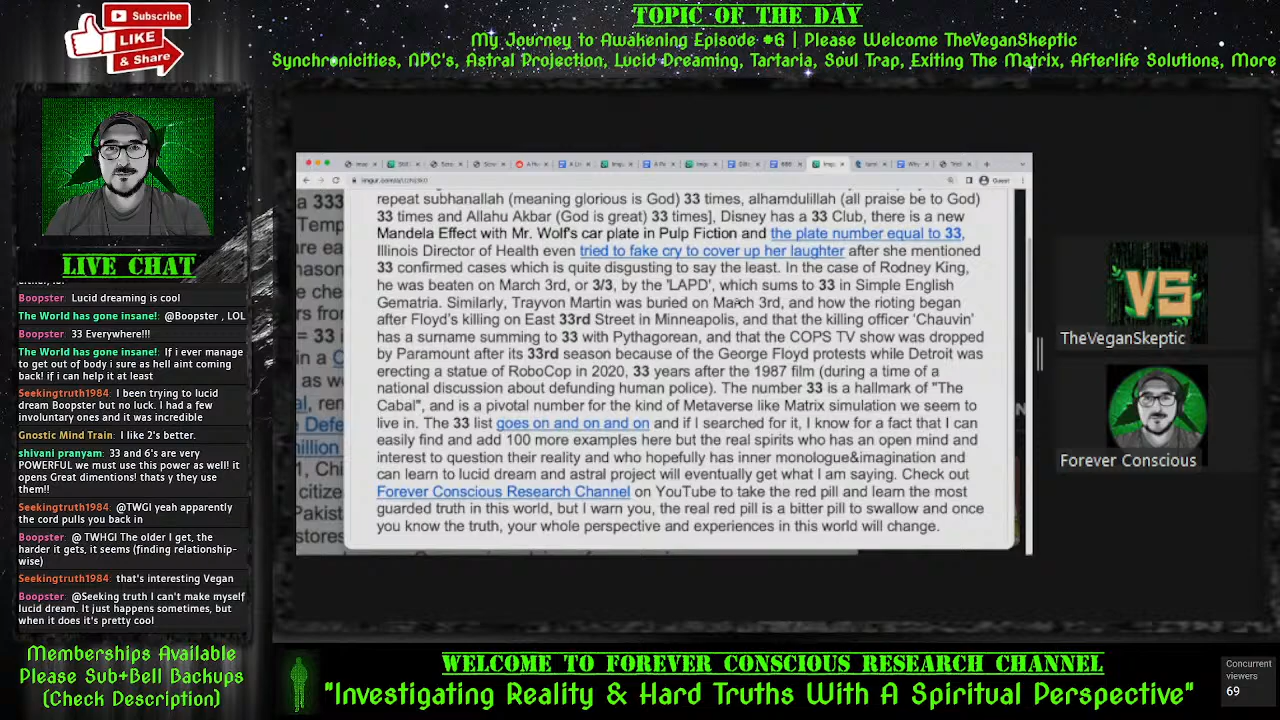 Subscribe
LIKE
& Share
TOPIC OF THE DAY
My Journey to Awakening Episode #6 | Please Welcome TheVeganSkeptic
Synchronicities, NPC's, Astral Projection, Lucid Dreaming, Tartaria, Soul Trap, Exiting The Matrix, Afterlife Solutions, More
LIVE CHAT
Boopster: Lucid dreaming is cool
The World has gone insane!: @Boopster , LOL
Boopster: 33 Everywhere!!!
The World has gone insane!: If i ever manage
to get out of body i sure as hell aint coming
back! if i can help it at least
Seekingtruth1984: I been trying to lucid
dream Boopster but no luck. I had a few
involuntary ones and it was incredible
Gnostic Mind Train: I like 2's better.
shivani pranyam: 33 and 6's are very
POWERFUL we must use this power as well! it
opens Great dimentions! thats y they use
them!!
Seekingtruth1984: @TWGI yeah apparently
the cord pulls you back in
Boopster: @ TWHGI The older I get, the
harder it gets, it seems (finding relationship-
wise)
Seekingtruth1984: that's interesting Vegan
Boopster: @Seeking truth I can't make myself
lucid dream. It just happens sometimes, but
when it does it's pretty cool
Memberships Available
Please Sub+Bell Backups
(Check Description)
Guest
a 333
Temp
are ea
nason
e che
ers from
= 33 i
in a C
as we
al, ren
e Defe
million
1, Chi
citize
Pakist
stores
repeat subhanallah (meaning glorious is God) 33 times, alhamdulillah (all praise be to God)
33 times and Allahu Akbar (God is great) 33 times], Disney has a 33 Club, there is a new
Mandela Effect with Mr. Wolf's car plate in Pulp Fiction and the plate number equal to 33,
Illinois Director of Health even tried to fake cry to cover up her laughter after she mentioned
33 confirmed cases which is quite disgusting to say the least. In the case of Rodney King,
he was beaten on March 3rd, or 3/3, by the 'LAPD', which sums to 33 in Simple English
Gematria. Similarly, Trayvon Martin was buried on March 3rd, and how the rioting began
after Floyd's killing on East 33rd Street in Minneapolis, and that the killing officer 'Chauvin'
has a surname summing to 33 with Pythagorean, and that the COPS TV show was dropped
by Paramount after its 33rd season because of the George Floyd protests while Detroit was
erecting a statue of RoboCop in 2020, 33 years after the 1987 film (during a time of a
national discussion about defunding human police). The number 33 is a hallmark of "The
Cabal", and is a pivotal number for the kind of Metaverse like Matrix simulation we seem to
live in. The 33 list goes on and on and on and if I searched for it, I know for a fact that I can
easily find and add 100 more examples here but the real spirits who has an open mind and
interest to question their reality and who hopefully has inner monologue&imagination and
can learn to lucid dream and astral project will eventually get what I am saying. Check out
Forever Conscious Research Channel on YouTube to take the red pill and learn the most
guarded truth in this world, but I warn you, the real red pill is a bitter pill to swallow and once
you know the truth, your whole perspective and experiences in this world will change.
VS
TheVeganSkeptic
Forever Conscious
WELCOME TO FOREVER CONSCIOUS RESEARCH CHANNEL
"Investigating Reality & Hard Truths With A Spiritual Perspective"
Concurrent
viewers
69